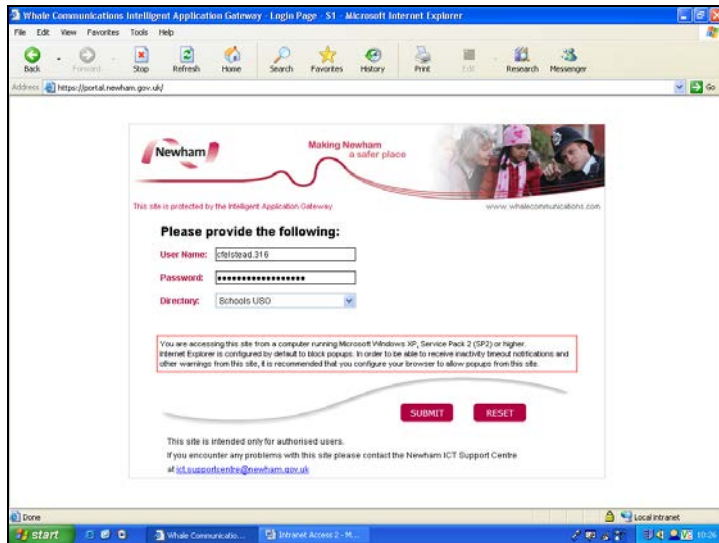 Whale Communications Intelligent Application Gateway - Login Page - S1 - Microsoft Internet Explorer
File Edit View Favorites Tools Help
Back Forward Stop Refresh Home Search Favorites History Print Edit Research Messenger
Address https://portal.newham.gov.uk/ Go
Newham
Making Newham
a safer place
This site is protected by the Intelligent Application Gateway.
www.whalecommunications.com
Please provide the following:
User Name: cfelstead.316
Password: ••••••••••••••••••
Directory: Schools USO
You are accessing this site from a computer running Microsoft Windows XP, Service Pack 2 (SP2) or higher.
Internet Explorer is configured by default to block popups. In order to be able to receive inactivity timeout notifications and
other warnings from this site, it is recommended that you configure your browser to allow popups from this site.
SUBMIT RESET
This site is intended only for authorised users.
If you encounter any problems with this site please contact the Newham ICT Support Centre
at ict.supportcentre@newham.gov.uk
Done Local intranet
start Whale Communicatio... Intranet Access 2 - M... 10:26